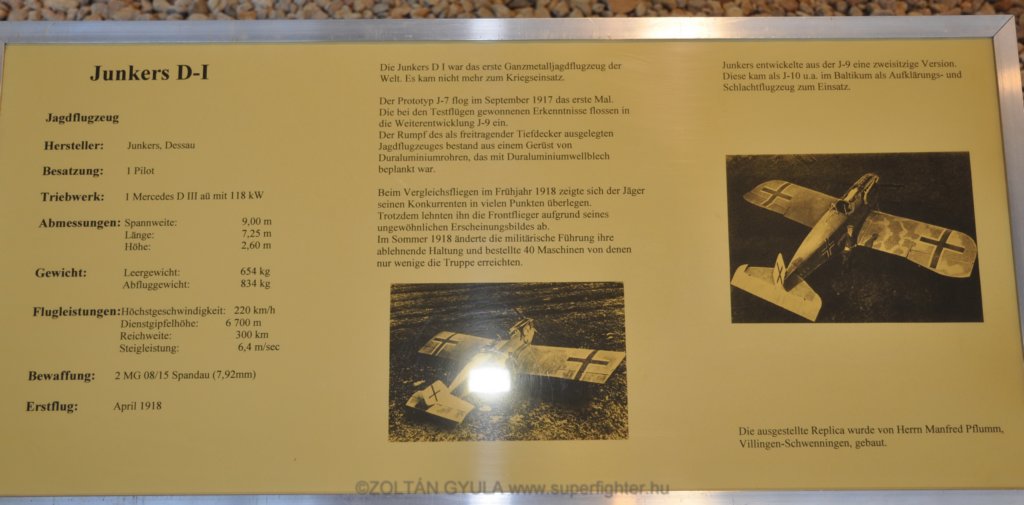 Junkers D-I
Jagdflugzeug
Hersteller: Junkers, Dessau
Besatzung: 1 Pilot
Triebwerk: 1 Mercedes D III aü mit 118 kW
Abmessungen: Spannweite: 9,00 m
Länge: 7,25 m
Höhe: 2,60 m
Gewicht: Leergewicht: 654 kg
Abfluggewicht: 834 kg
Flugleistungen: Höchstgeschwindigkeit: 220 km/h
Dienstgipfelhöhe: 6 700 m
Reichweite: 300 km
Steigleistung: 6,4 m/sec
Bewaffung: 2 MG 08/15 Spandau (7,92mm)
Erstflug: April 1918
Die Junkers D I war das erste Ganzmetalljagdflugzeug der
Welt. Es kam nicht mehr zum Kriegseinsatz.
Der Prototyp J-7 flog im September 1917 das erste Mal.
Die bei den Testflügen gewonnenen Erkenntnisse flossen in
die Weiterentwicklung J-9 ein.
Der Rumpf des als freitragender Tiefdecker ausgelegten
Jagdflugzeuges bestand aus einem Gerüst von
Duraluminiumrohren, das mit Duraluminiumwellblech
beplankt war.
Beim Vergleichsfliegen im Frühjahr 1918 zeigte sich der Jäger
seinen Konkurrenten in vielen Punkten überlegen.
Trotzdem lehnten ihn die Frontflieger aufgrund seines
ungewöhnlichen Erscheinungsbildes ab.
Im Sommer 1918 änderte die militärische Führung ihre
ablehnende Haltung und bestellte 40 Maschinen von denen
nur wenige die Truppe erreichten.
Junkers entwickelte aus der J-9 eine zweisitzige Version.
Diese kam als J-10 u.a. im Baltikum als Aufklärungs- und
Schlachtflugzeug zum Einsatz.
Die ausgestellte Replica wurde von Herrn Manfred Pflumm,
Villingen-Schwenningen, gebaut.
©ZOLTÁN GYULA www.superfighter.hu